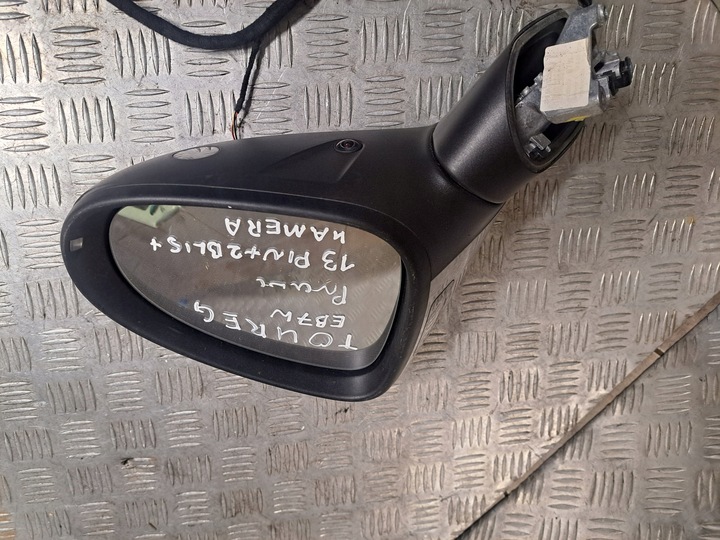 TOUREG
EB7W
Prawe
13 PIN+2BLIS+
KAMERA